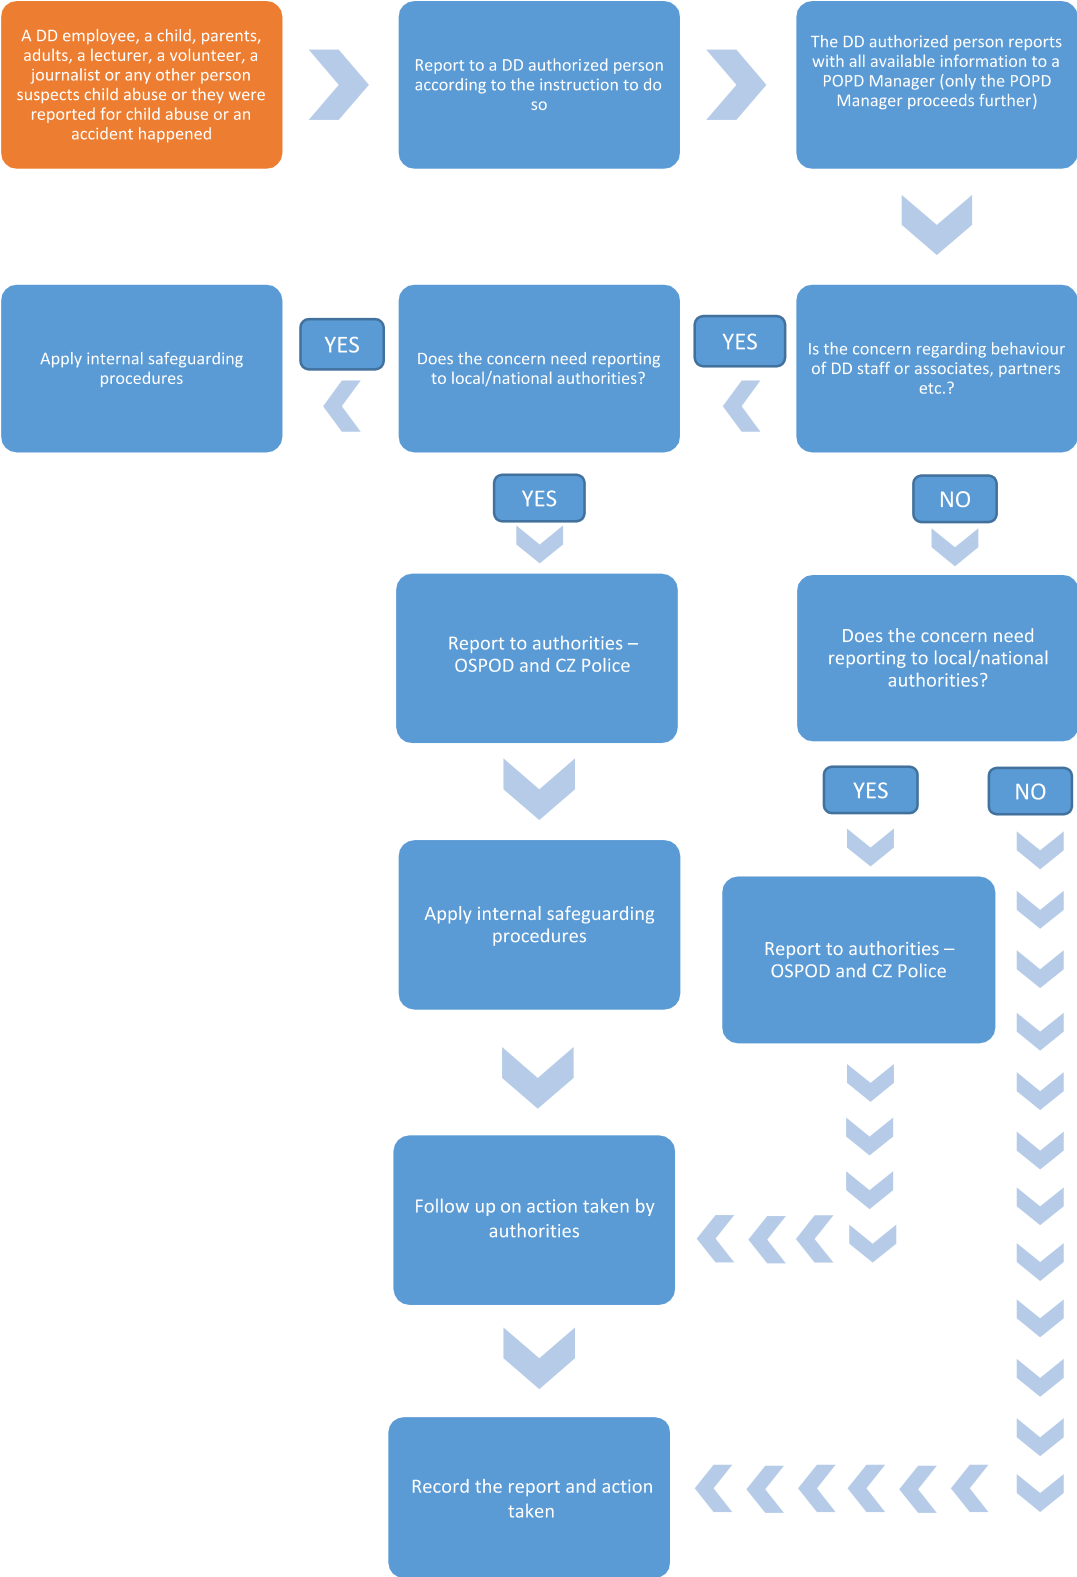 A DD employee, a child, parents,
adults, a lecturer, a volunteer, a
journalist or any other person
suspects child abuse or they were
reported for child abuse or an
accident happened
Report to a DD authorized person
according to the instruction to do
so
The DD authorized person reports
with all available information to a
POPD Manager (only the POPD
Manager proceeds further)
Apply internal safeguarding
procedures
YES
Does the concern need reporting
to local/national authorities?
YES
Is the concern regarding behaviour
of DD staff or associates, partners
etc.?
YES
NO
Report to authorities –
OSPOD and CZ Police
Does the concern need
reporting to local/national
authorities?
YES
NO
Apply internal safeguarding
procedures
Report to authorities –
OSPOD and CZ Police
Follow up on action taken by
authorities
Record the report and action
taken